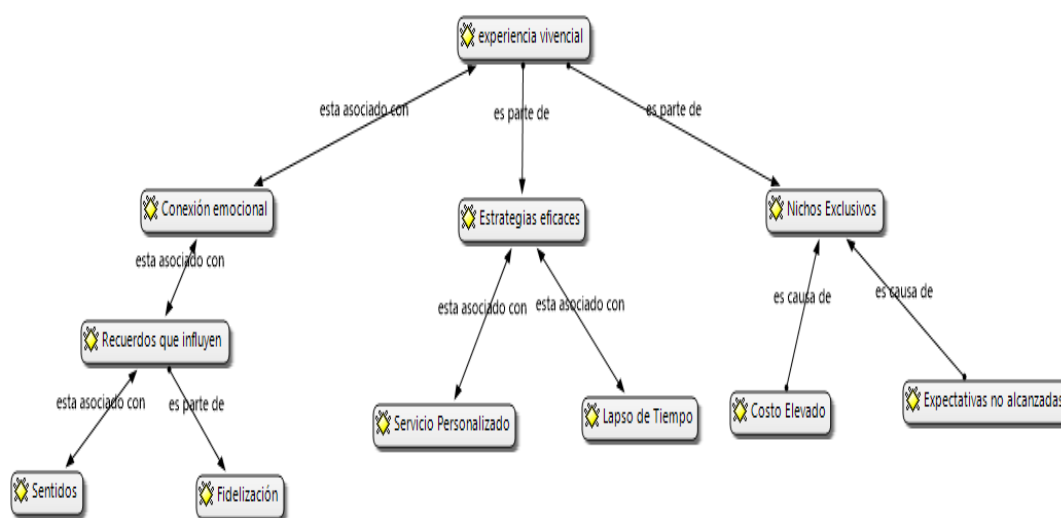 experiencia vivencial
esta asociado con
es parte de
es parte de
Conexión emocional
Estrategias eficaces
Nichos Exclusivos
esta asociado con
es causa de
es causa de
esta asociado con
esta asociado con
Recuerdos que influyen
esta asociado con
es parte de
Servicio Personalizado
Lapso de Tiempo
Costo Elevado
Expectativas no alcanzadas
Sentidos
Fidelización